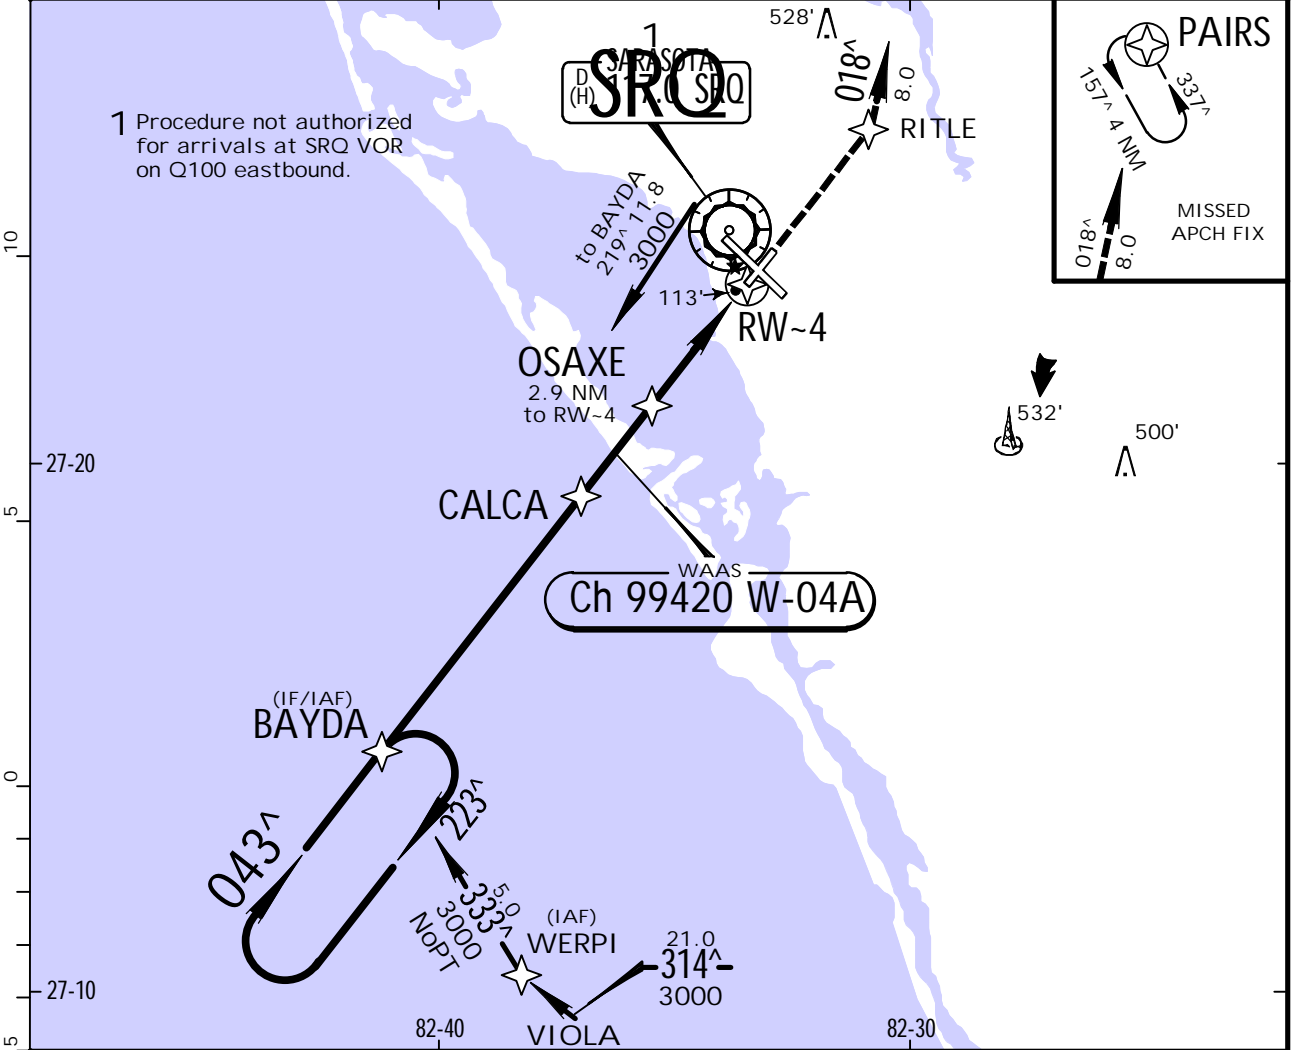 528'
018^
8.0
RITLE
1
SARASOTA
D
(H)
117.0 SRQ
SRQ
PAIRS
157^ 4 NM
337^
018^
8.0
MISSED
APCH FIX
1 Procedure not authorized
for arrivals at SRQ VOR
on Q100 eastbound.
to BAYDA
219^ 11.8
3000
113'
RW~4
OSAXE
2.9 NM
to RW~4
532'
500'
10
27-20
5
CALCA
WAAS
Ch 99420 W-04A
(IF/IAF)
BAYDA
0
043^
223^
5.0
333^
3000
NoPT
(IAF)
WERPI
21.0
314^
3000
VIOLA
27-10
5
82-40
82-30